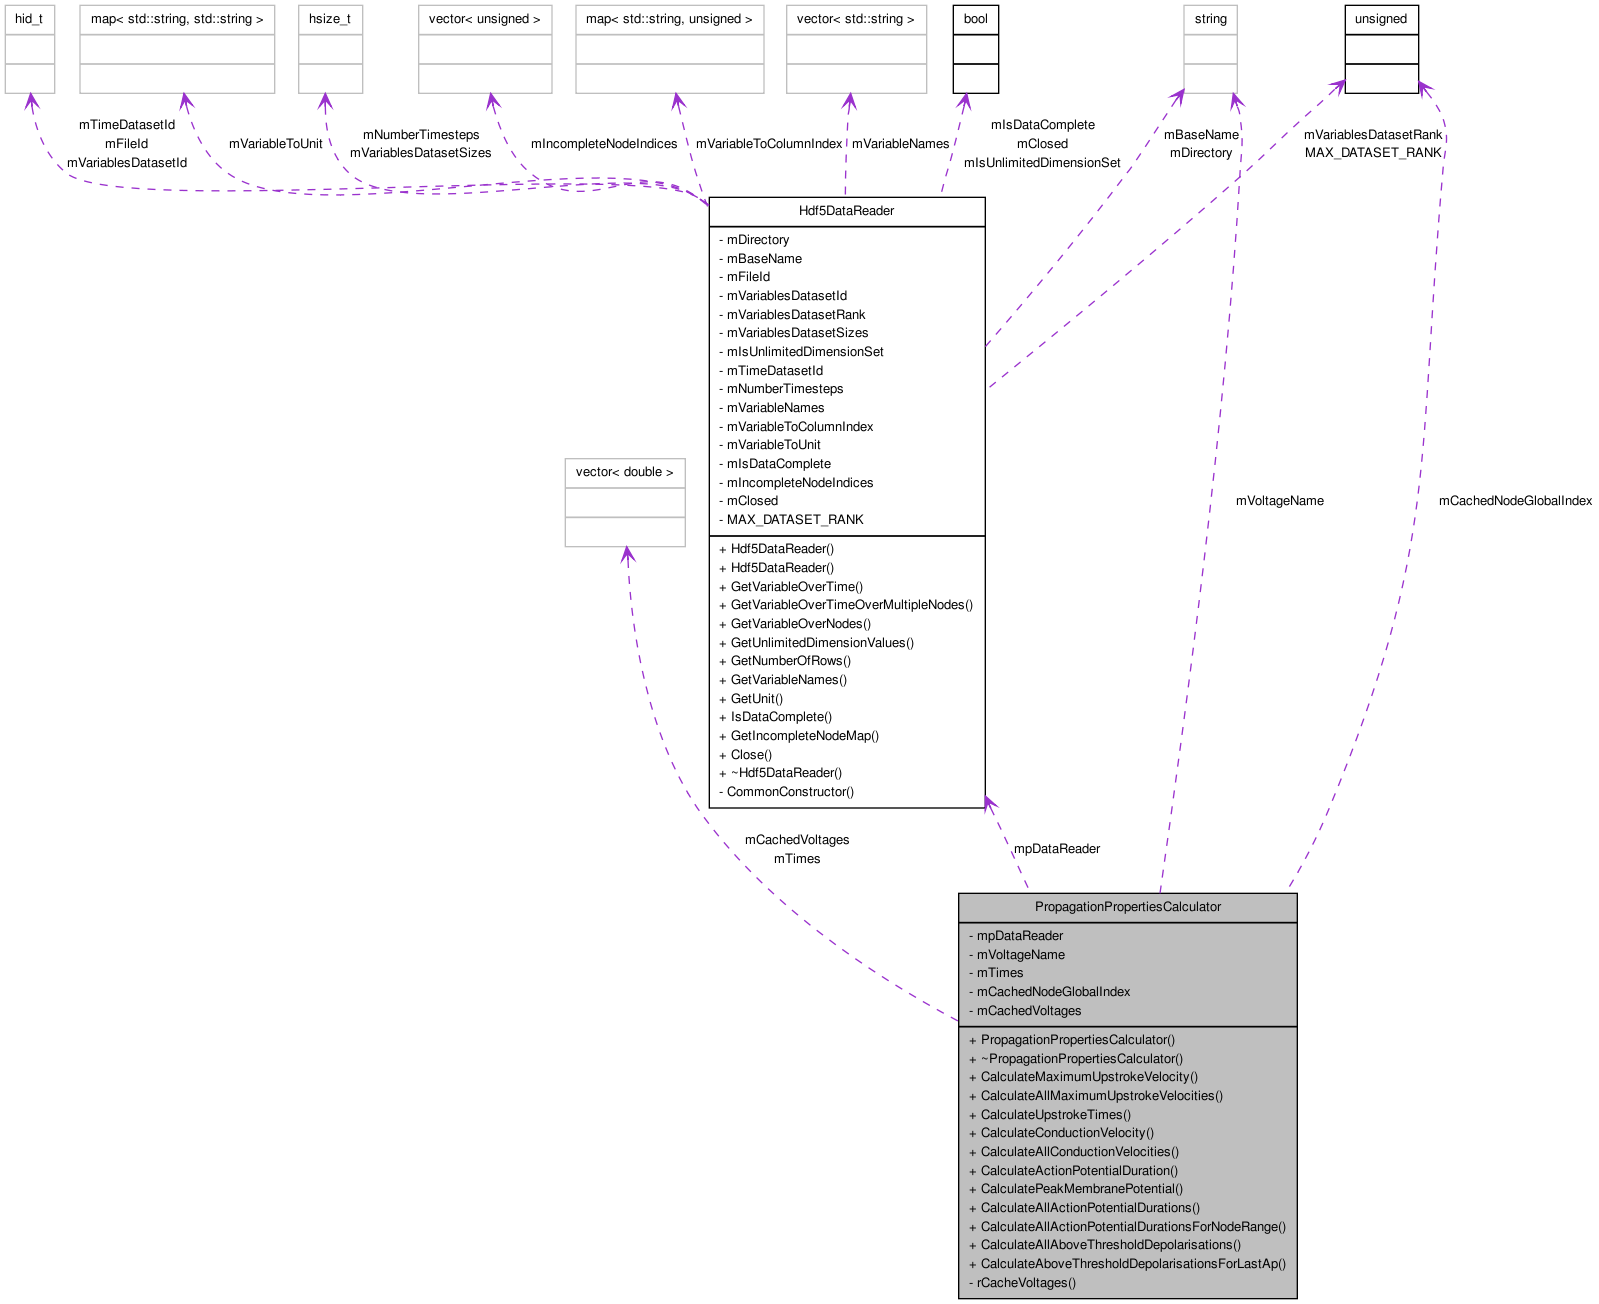 hid_t
map< std::string, std::string >
hsize_t
vector< unsigned >
map< std::string, unsigned >
vector< std::string >
bool
string
unsigned
mTimeDatasetId
mFileId
mVariablesDatasetId
mVariableToUnit
mNumberTimesteps
mVariablesDatasetSizes
mIncompleteNodeIndices
mVariableToColumnIndex
mVariableNames
mIsDataComplete
mClosed
mIsUnlimitedDimensionSet
mBaseName
mDirectory
mVariablesDatasetRank
MAX_DATASET_RANK
Hdf5DataReader
- mDirectory
- mBaseName
- mFileId
- mVariablesDatasetId
- mVariablesDatasetRank
- mVariablesDatasetSizes
- mIsUnlimitedDimensionSet
- mTimeDatasetId
- mNumberTimesteps
- mVariableNames
- mVariableToColumnIndex
- mVariableToUnit
- mIsDataComplete
- mIncompleteNodeIndices
- mClosed
- MAX_DATASET_RANK
+ Hdf5DataReader()
+ Hdf5DataReader()
+ GetVariableOverTime()
+ GetVariableOverTimeOverMultipleNodes()
+ GetVariableOverNodes()
+ GetUnlimitedDimensionValues()
+ GetNumberOfRows()
+ GetVariableNames()
+ GetUnit()
+ IsDataComplete()
+ GetIncompleteNodeMap()
+ Close()
+ ~Hdf5DataReader()
- CommonConstructor()
vector< double >
mVoltageName
mCachedNodeGlobalIndex
mCachedVoltages
mTimes
mpDataReader
PropagationPropertiesCalculator
- mpDataReader
- mVoltageName
- mTimes
- mCachedNodeGlobalIndex
- mCachedVoltages
+ PropagationPropertiesCalculator()
+ ~PropagationPropertiesCalculator()
+ CalculateMaximumUpstrokeVelocity()
+ CalculateAllMaximumUpstrokeVelocities()
+ CalculateUpstrokeTimes()
+ CalculateConductionVelocity()
+ CalculateAllConductionVelocities()
+ CalculateActionPotentialDuration()
+ CalculatePeakMembranePotential()
+ CalculateAllActionPotentialDurations()
+ CalculateAllActionPotentialDurationsForNodeRange()
+ CalculateAllAboveThresholdDepolarisations()
+ CalculateAboveThresholdDepolarisationsForLastAp()
- rCacheVoltages()